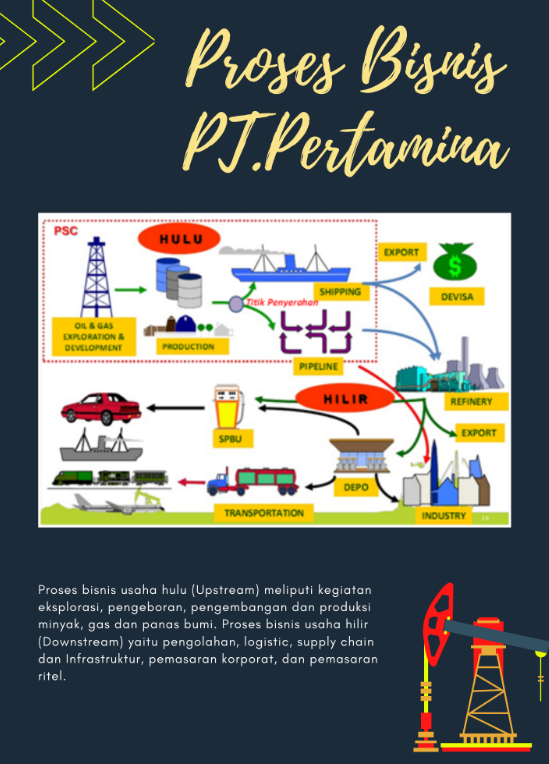 Proses Bisnis
PT.Pertamina
PSC
HULU
EXPORT
$
SHIPPING
DEVISA
Titik Penyerahan
OIL & GAS
EXPLORATION &
DEVELOPMENT
PRODUCTION
PIPELINE
REFINERY
HILIR
EXPORT
SPBU
DEPO
TRANSPORTATION
INDUSTRY
14
Proses bisnis usaha hulu (Upstream) meliputi kegiatan
eksplorasi, pengeboran, pengembangan dan produksi
minyak, gas dan panas bumi. Proses bisnis usaha hilir
(Downstream) yaitu pengolahan, logistic, supply chain
dan Infrastruktur, pemasaran korporat, dan pemasaran
ritel.